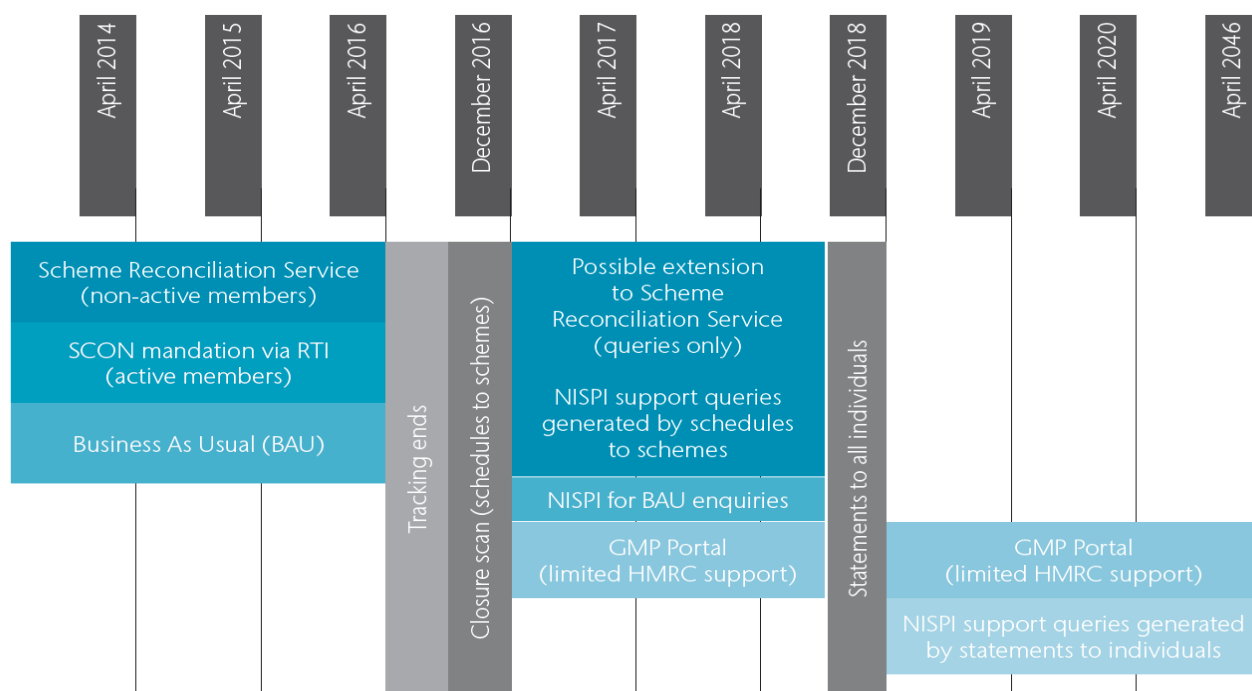 April 2014
April 2015
April 2016
December 2016
April 2017
April 2018
December 2018
April 2019
April 2020
April 2046
Scheme Reconciliation Service
(non-active members)
SCON mandation via RTI
(active members)
Business As Usual (BAU)
Tracking ends
Closure scan (schedules to schemes)
Possible extension
to Scheme
Reconciliation Service
(queries only)
NISPI support queries
generated by schedules
to schemes
NISPI for BAU enquiries
GMP Portal
(limited HMRC support)
Statements to all individuals
GMP Portal
(limited HMRC support)
NISPI support queries generated
by statements to individuals